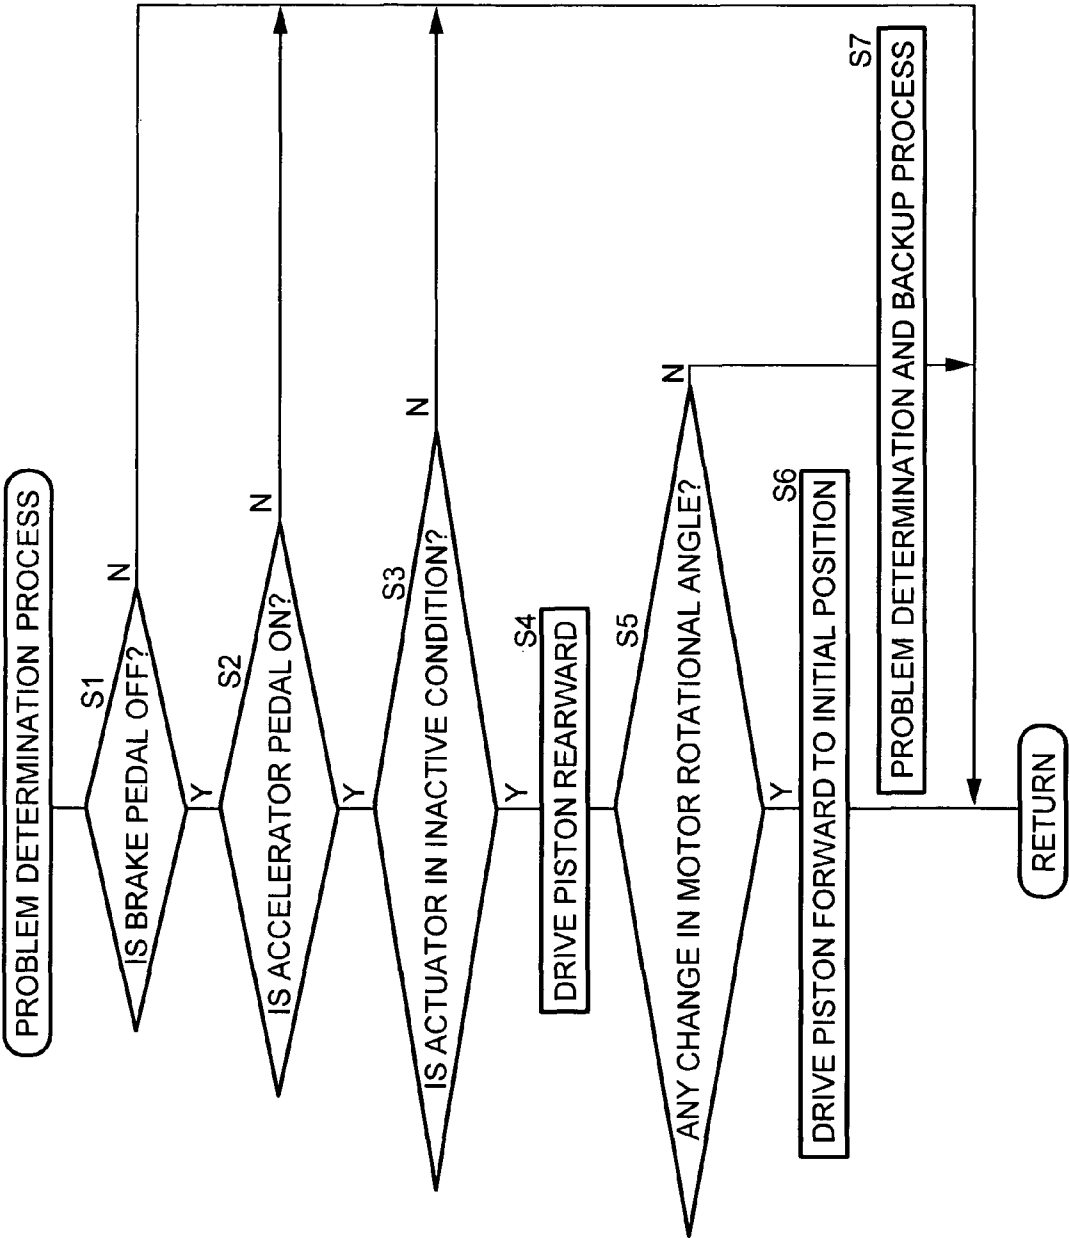 PROBLEM DETERMINATION PROCESS
S1
IS BRAKE PEDAL OFF?
N
Y
S2
IS ACCELERATOR PEDAL ON?
N
Y
S3
IS ACTUATOR IN INACTIVE CONDITION?
N
Y
S4
DRIVE PISTON REARWARD
S5
ANY CHANGE IN MOTOR ROTATIONAL ANGLE?
N
Y
S6
DRIVE PISTON FORWARD TO INITIAL POSITION
S7
PROBLEM DETERMINATION AND BACKUP PROCESS
RETURN